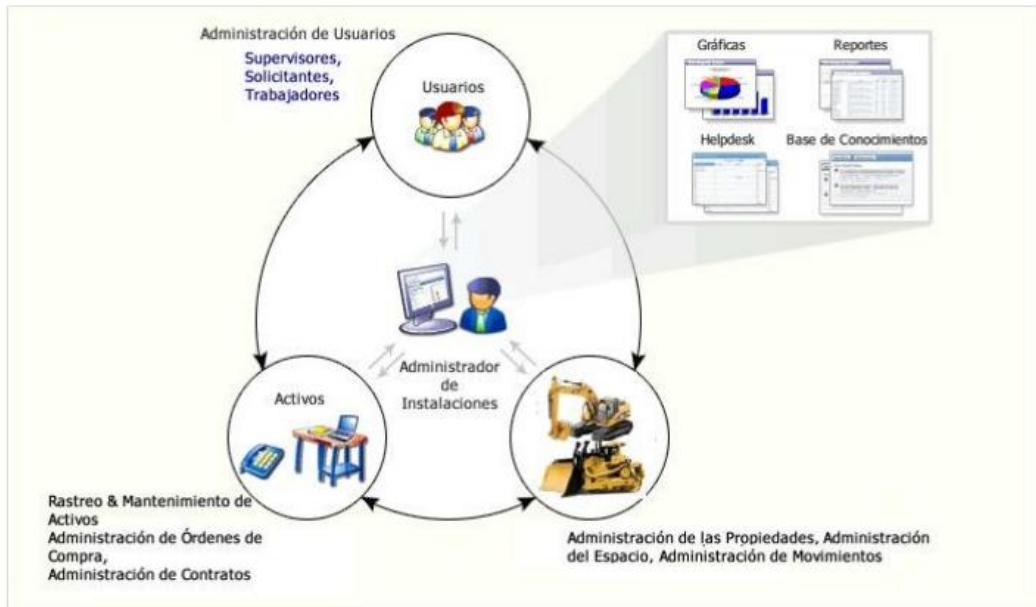 Administración de Usuarios
Supervisores,
Solicitantes,
Trabajadores
Usuarios
Gráficas
Reportes
Helpdesk
Base de Conocimientos
Administrador
de
Instalaciones
Activos
Rastreo & Mantenimiento de
Activos
Administración de Órdenes de
Compra,
Administración de Contratos
Administración de las Propiedades, Administración
del Espacio, Administración de Movimientos